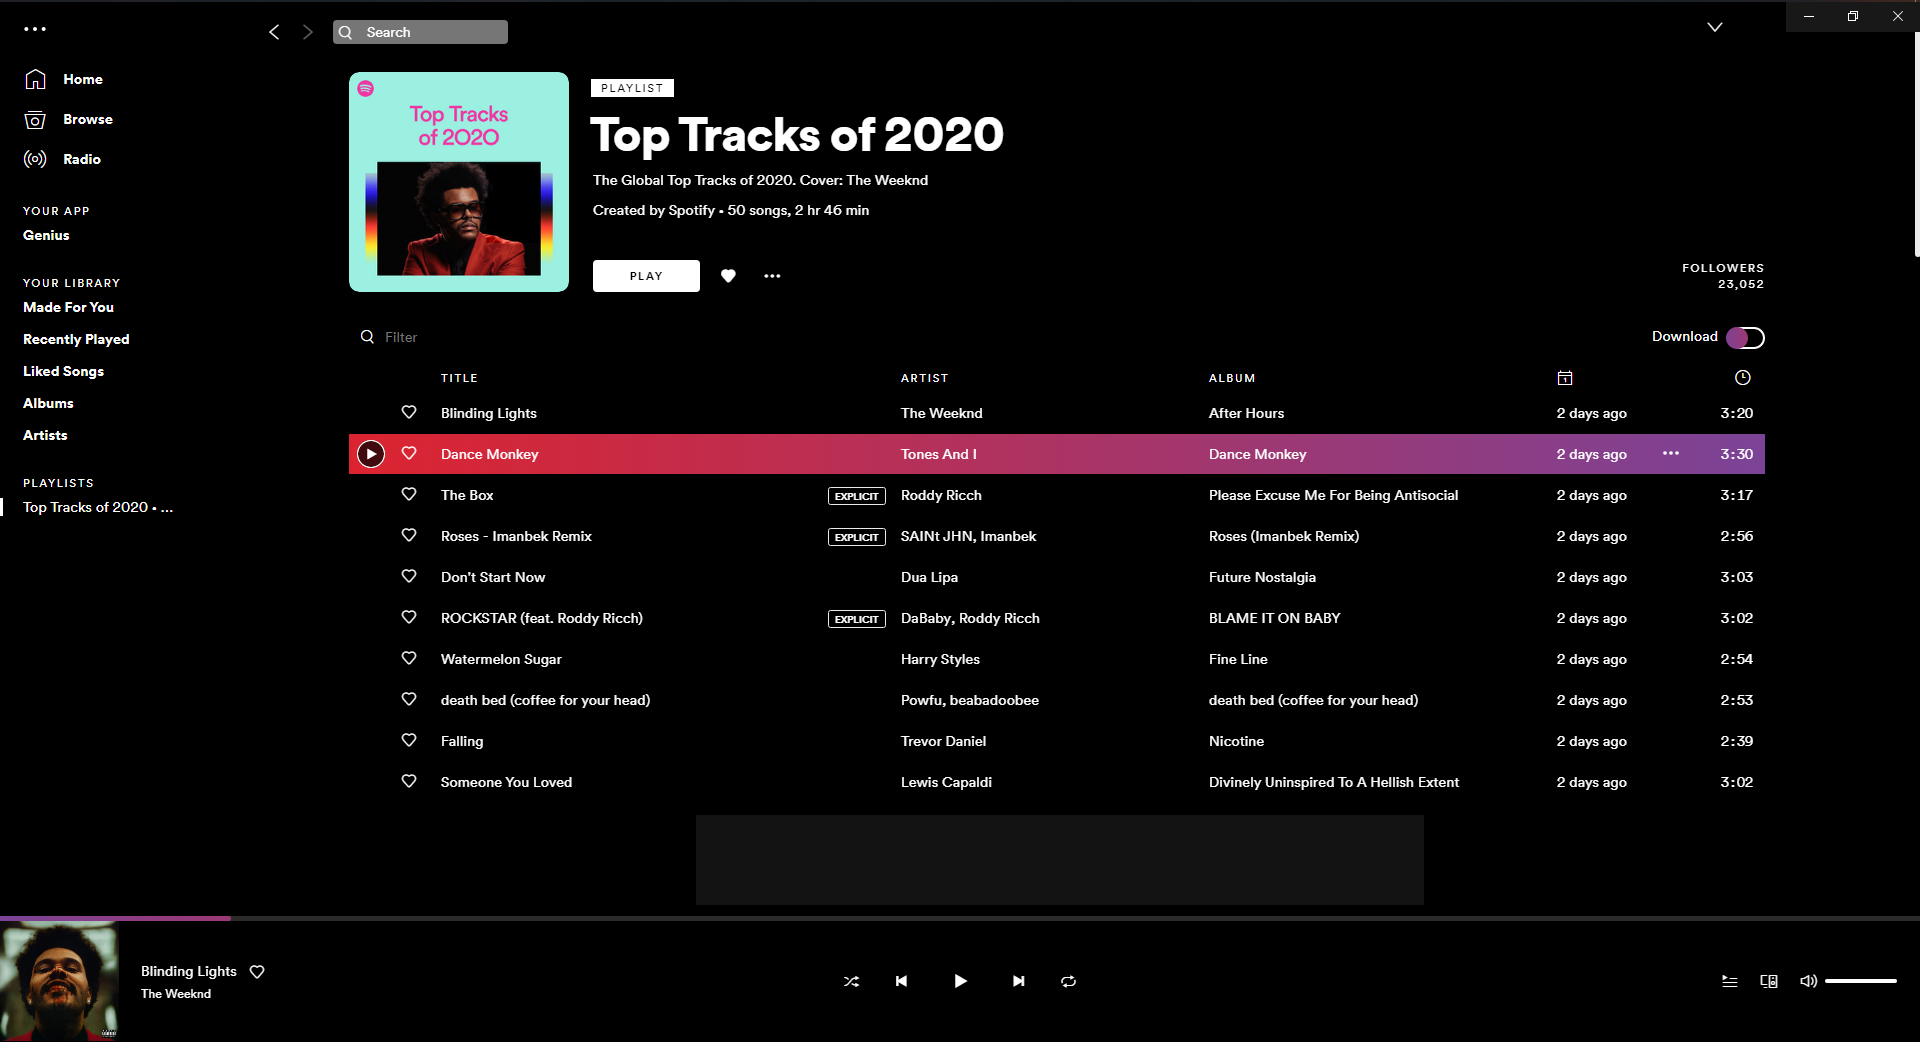 Search
Home
Browse
Radio
YOUR APP
Genius
YOUR LIBRARY
Made For You
Recently Played
Liked Songs
Albums
Artists
PLAYLISTS
Top Tracks of 2020 • ...
Top Tracks
of 2020
PLAYLIST
Top Tracks of 2020
The Global Top Tracks of 2020. Cover: The Weeknd
Created by Spotify • 50 songs, 2 hr 46 min
PLAY
FOLLOWERS
23,052
Filter
Download
TITLE ARTIST ALBUM
Blinding Lights The Weeknd After Hours 2 days ago 3:20
Dance Monkey Tones And I Dance Monkey 2 days ago 3:30
The Box EXPLICIT Roddy Ricch Please Excuse Me For Being Antisocial 2 days ago 3:17
Roses - Imanbek Remix EXPLICIT SAINt JHN, Imanbek Roses (Imanbek Remix) 2 days ago 2:56
Don't Start Now Dua Lipa Future Nostalgia 2 days ago 3:03
ROCKSTAR (feat. Roddy Ricch) EXPLICIT DaBaby, Roddy Ricch BLAME IT ON BABY 2 days ago 3:02
Watermelon Sugar Harry Styles Fine Line 2 days ago 2:54
death bed (coffee for your head) Powfu, beabadoobee death bed (coffee for your head) 2 days ago 2:53
Falling Trevor Daniel Nicotine 2 days ago 2:39
Someone You Loved Lewis Capaldi Divinely Uninspired To A Hellish Extent 2 days ago 3:02
Blinding Lights
The Weeknd